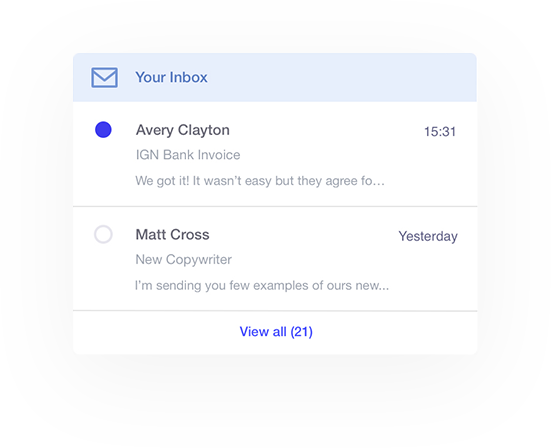 Your Inbox
Avery Clayton
15:31
IGN Bank Invoice
We got it! It wasn’t easy but they agree fo…
Matt Cross
Yesterday
New Copywriter
I’m sending you few examples of ours new...
View all (21)